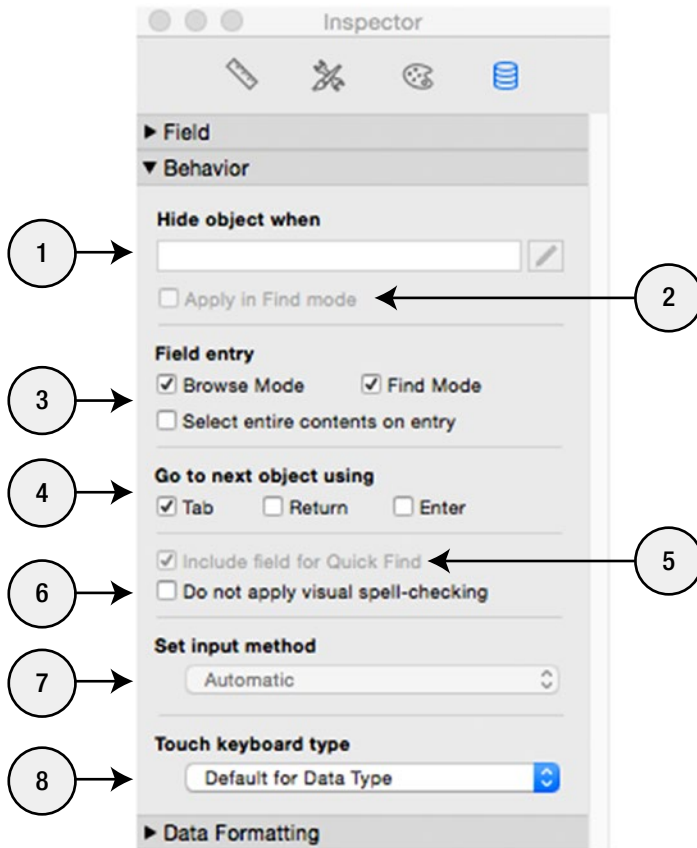 Inspector
Field
Behavior
Hide object when
1
Apply in Find mode
2
Field entry
Browse Mode Find Mode
3
Select entire contents on entry
Go to next object using
4
Tab Return Enter
Include field for Quick Find
5
6
Do not apply visual spell-checking
Set input method
7
Automatic
Touch keyboard type
8
Default for Data Type
Data Formatting